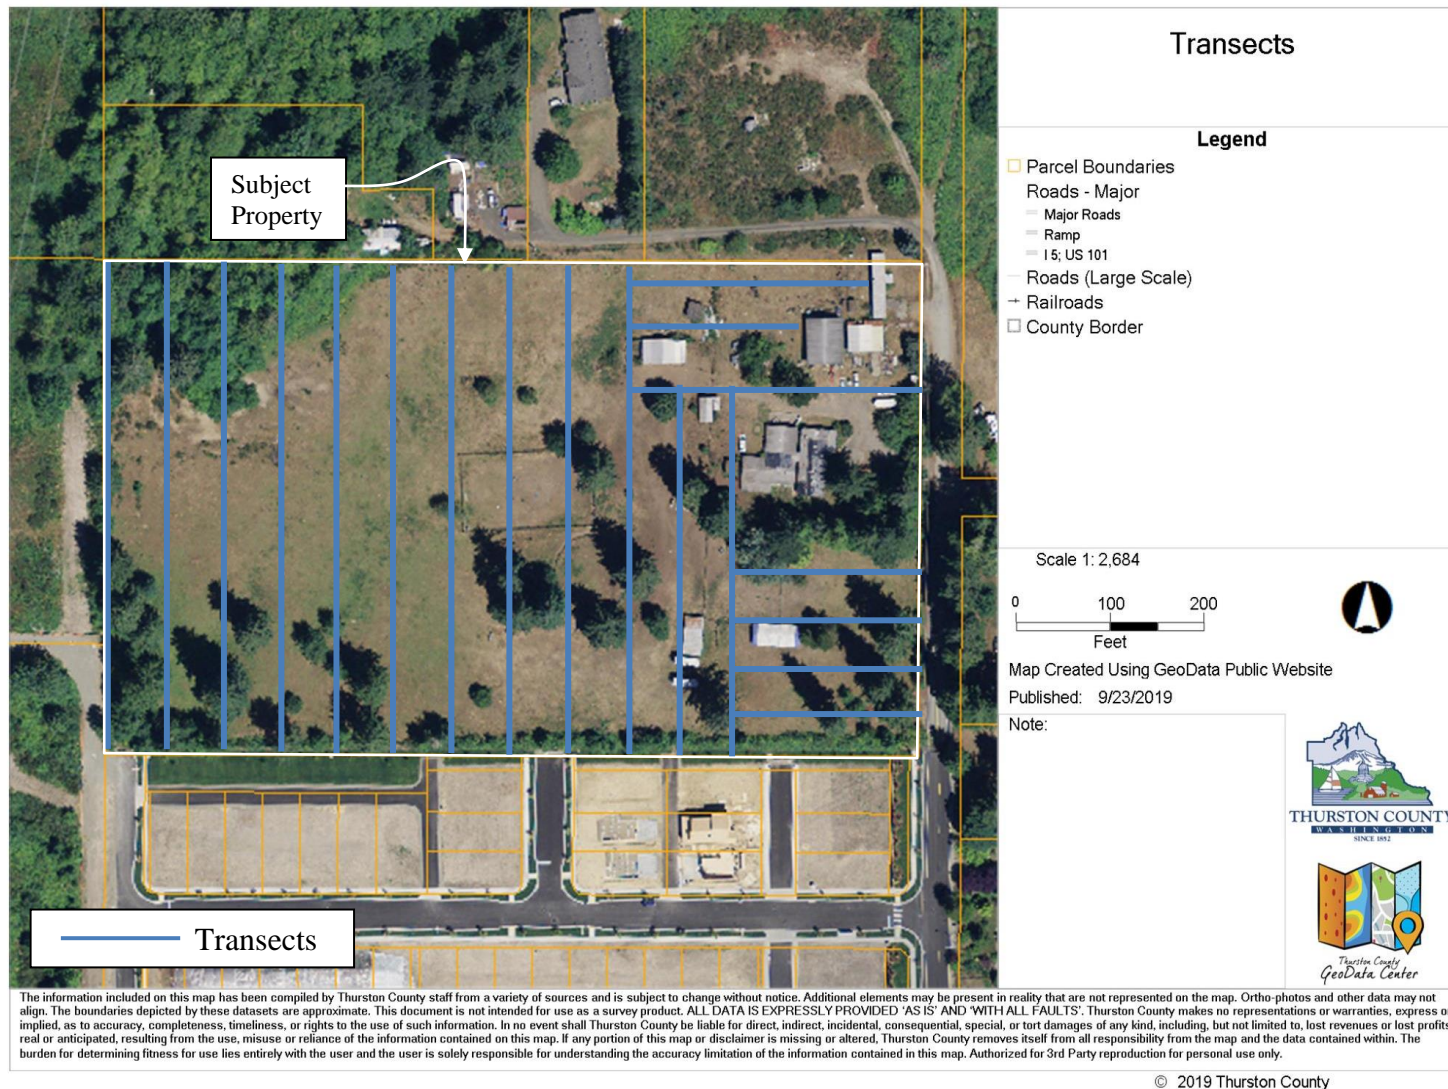 Transects
Legend
Parcel Boundaries
Roads - Major
Major Roads
Ramp
I 5; US 101
Roads (Large Scale)
Railroads
County Border
Subject
Property
Scale 1: 2,684
0 100 200
Feet
Map Created Using GeoData Public Website
Published: 9/23/2019
Note:
THURSTON COUNTY
WASHINGTON
SINCE 1852
Thurston County
GeoData Center
Transects
The information included on this map has been compiled by Thurston County staff from a variety of sources and is subject to change without notice. Additional elements may be present in reality that are not represented on the map. Ortho-photos and other data may not
align. The boundaries depicted by these datasets are approximate. This document is not intended for use as a survey product. ALL DATA IS EXPRESSLY PROVIDED 'AS IS' AND 'WITH ALL FAULTS'. Thurston County makes no representations or warranties, express o
implied, as to accuracy, completeness, timeliness, or rights to the use of such information. In no event shall Thurston County be liable for direct, indirect, incidental, consequential, special, or tort damages of any kind, including, but not limited to, lost revenues or lost profits
real or anticipated, resulting from the use, misuse or reliance of the information contained on this map. If any portion of this map or disclaimer is missing or altered, Thurston County removes itself from all responsibility from the map and the data contained within. The
burden for determining fitness for use lies entirely with the user and the user is solely responsible for understanding the accuracy limitation of the information contained in this map. Authorized for 3rd Party reproduction for personal use only.
© 2019 Thurston County